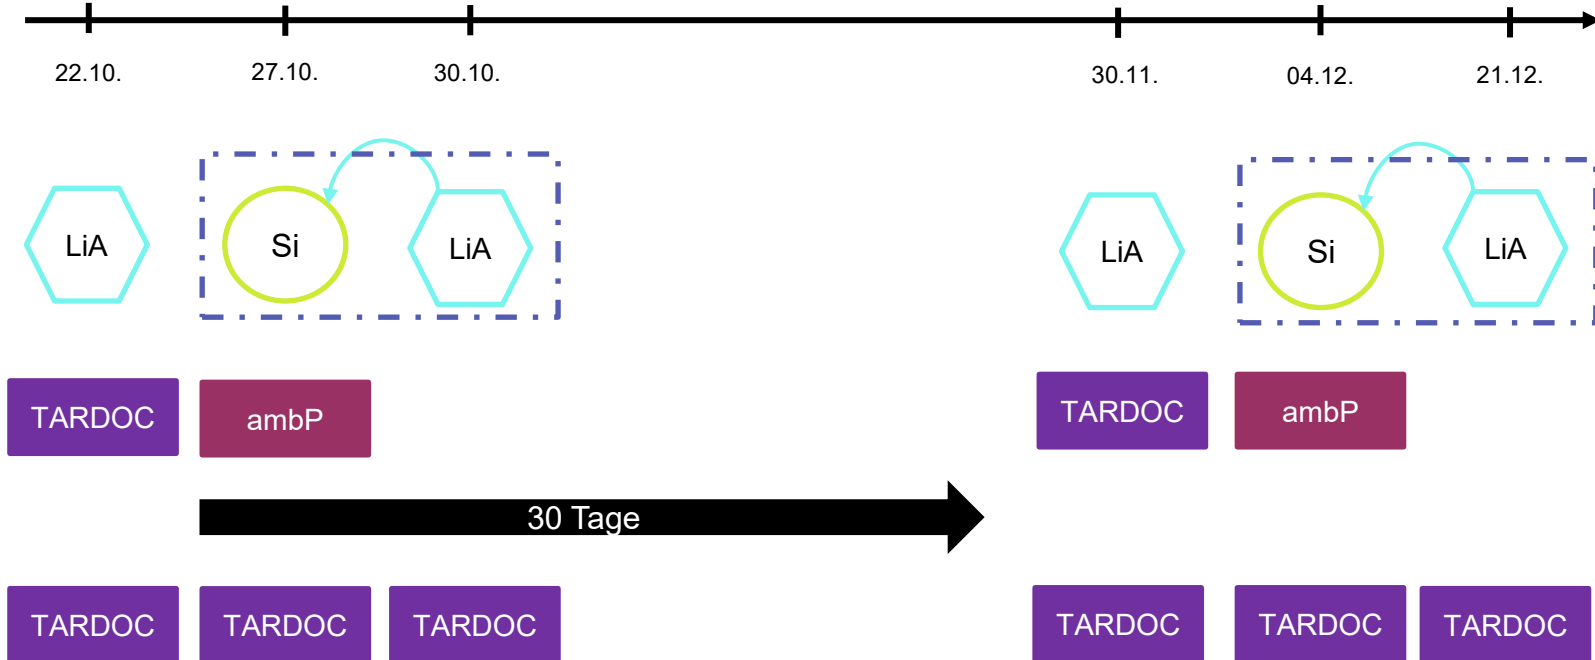 22.10. 27.10. 30.10. 30.11. 04.12. 21.12.
LiA Si LiA LiA Si LiA
TARDOC ambP TARDOC ambP
30 Tage
TARDOC TARDOC TARDOC TARDOC TARDOC TARDOC